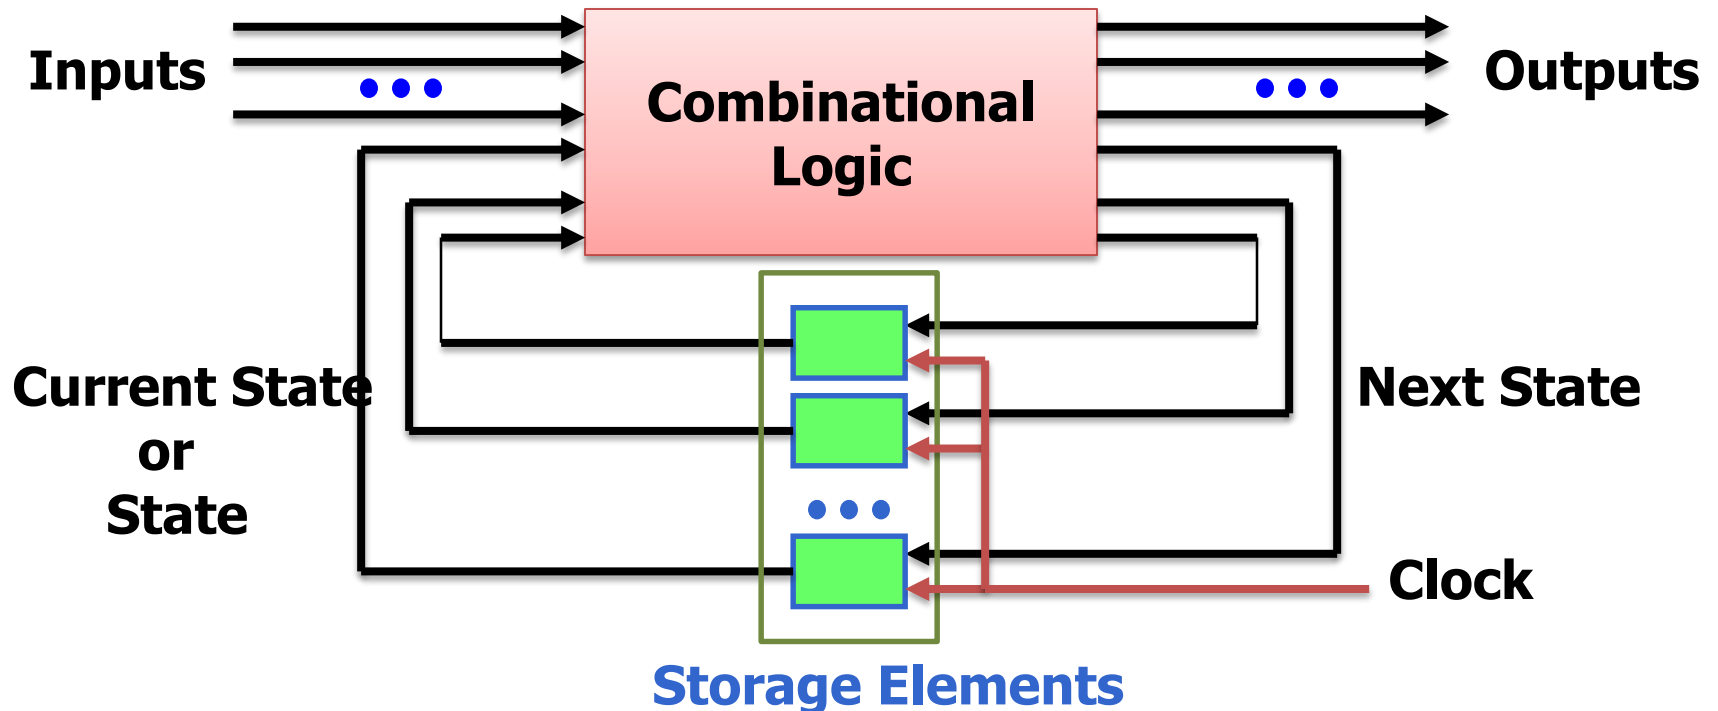 Inputs
Combinational
Logic
Outputs
Current State
or
State
Next State
Clock
Storage Elements